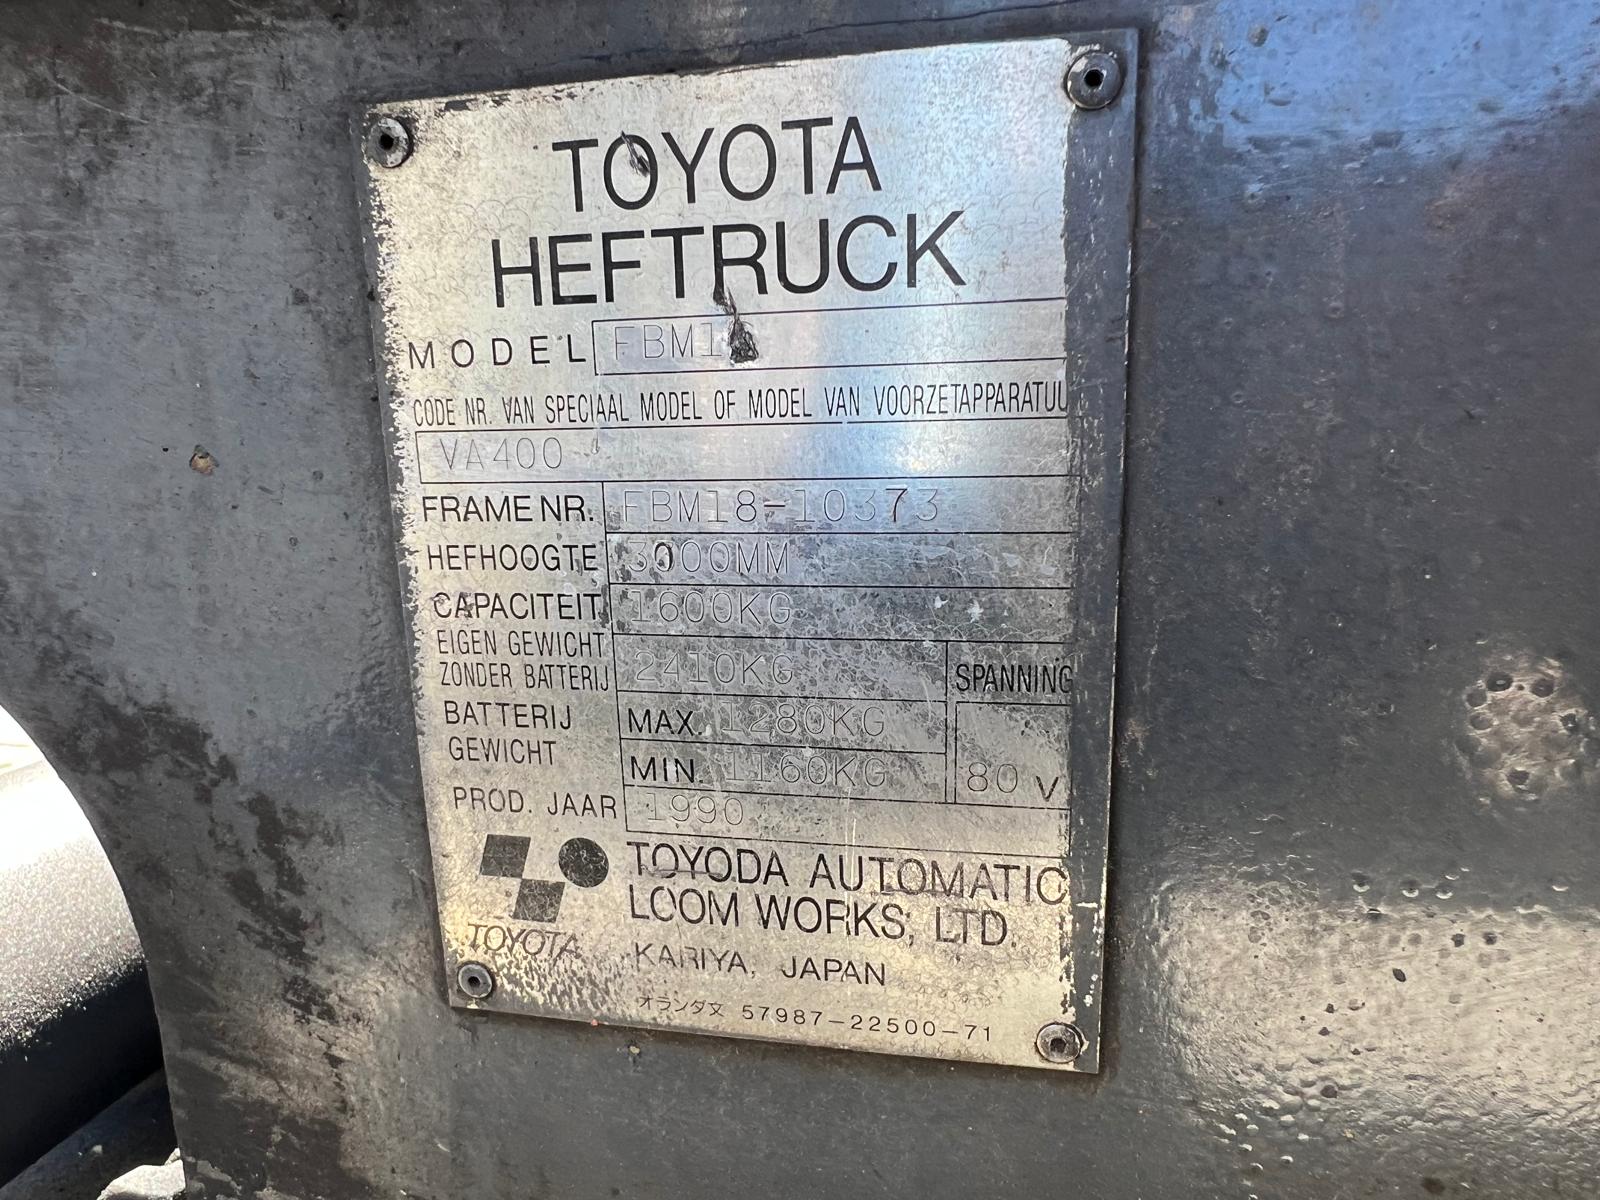 TOYOTA
HEFTRUCK
MODEL FBM1
CODE NR. VAN SPECIAAL MODEL OF MODEL VAN VOORZETAPPARATUU
VA400
FRAME NR. FBM18-10373
HEFHOOGTE 3000MM
CAPACITEIT 1600KG
EIGEN GEWICHT
ZONDER BATTERIJ 2410KG SPANNING
BATTERIJ
GEWICHT
MAX. 1280KG
MIN. 1160KG 80 V
PROD. JAAR 1990
TOYODA AUTOMATIC
LOOM WORKS, LTD.
TOYOTA
KARIYA, JAPAN
オランダ文 57987-22500-71